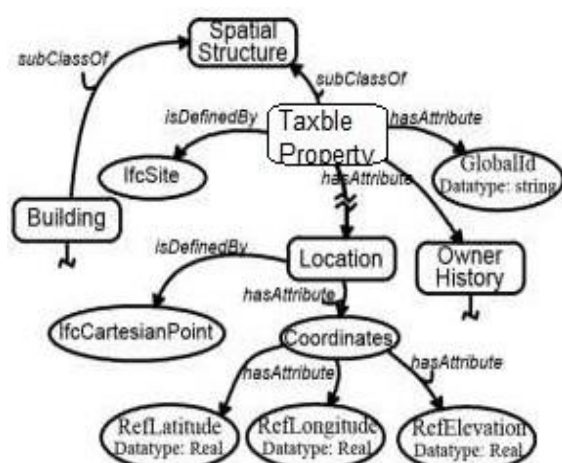 Spatial
Structure
subClassOf
subClassOf
isDefinedBy
Taxble
Property
hasAttribute
IfcSite
GlobalId
Datatype: string
hasAttribute
Building
isDefinedBy
Location
Owner
History
hasAttribute
IfcCartesianPoint
Coordinates
hasAttribute
hasAttribute
RefLatitude
Datatype: Real
RefLongitude
Datatype: Real
RefElevation
Datatype: Real